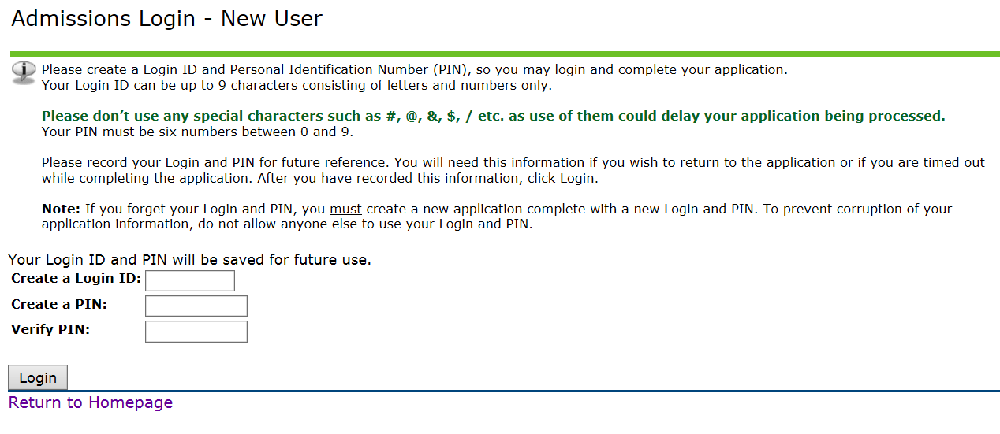 Admissions Login - New User
Please create a Login ID and Personal Identification Number (PIN), so you may login and complete your application.
Your Login ID can be up to 9 characters consisting of letters and numbers only.
Please don’t use any special characters such as #, @, &, $, / etc. as use of them could delay your application being processed.
Your PIN must be six numbers between 0 and 9.
Please record your Login and PIN for future reference. You will need this information if you wish to return to the application or if you are timed out
while completing the application. After you have recorded this information, click Login.
Note: If you forget your Login and PIN, you must create a new application complete with a new Login and PIN. To prevent corruption of your
application information, do not allow anyone else to use your Login and PIN.
Your Login ID and PIN will be saved for future use.
Create a Login ID:
Create a PIN:
Verify PIN:
Login
Return to Homepage